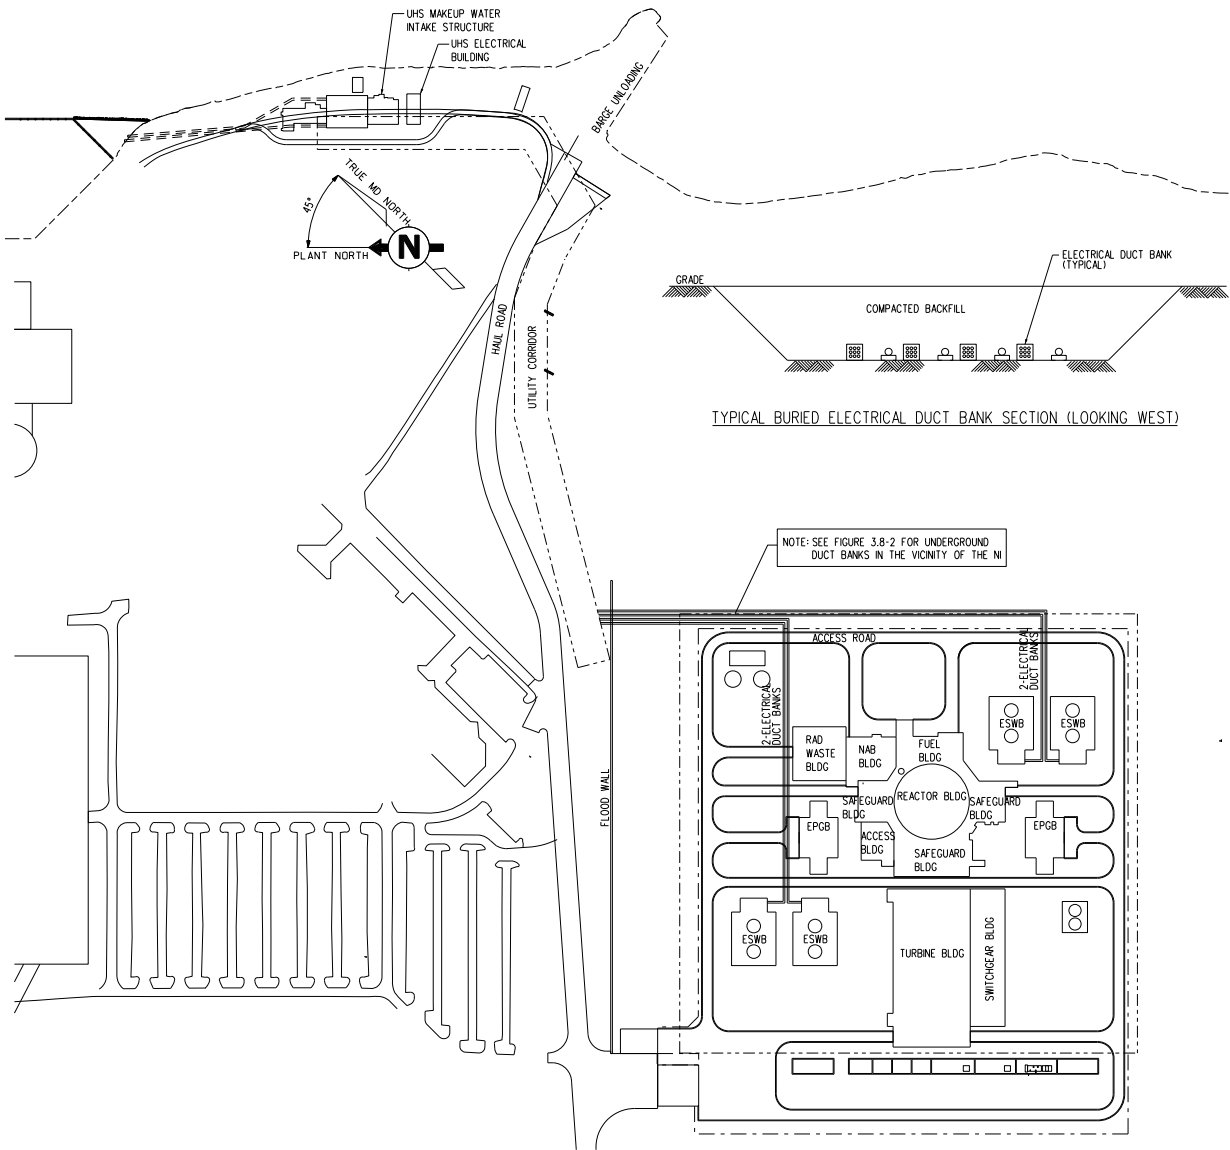 UHS MAKEUP WATER
INTAKE STRUCTURE
UHS ELECTRICAL
BUILDING
BARGE UNLOADING
TRUE MD NORTH
45°
PLANT NORTH
N
HAUL ROAD
UTILITY CORRIDOR
ELECTRICAL DUCT BANK
(TYPICAL)
GRADE
COMPACTED BACKFILL
TYPICAL BURIED ELECTRICAL DUCT BANK SECTION (LOOKING WEST)
NOTE: SEE FIGURE 3.8-2 FOR UNDERGROUND
DUCT BANKS IN THE VICINITY OF THE NI
ACCESS ROAD
2-ELECTRICAL
DUCT BANKS
2-ELECTRICAL
DUCT BANKS
ESWB
ESWB
RAD
WASTE
BLDG
NAB
BLDG
FUEL
BLDG
FLOOD WALL
REACTOR BLDG
SAFEGUARD
BLDG
SAFEGUARD
BLDG
EPGB
EPGB
ACCESS
BLDG
SAFEGUARD
BLDG
ESWB
ESWB
TURBINE BLDG
SWITCHGEAR BLDG